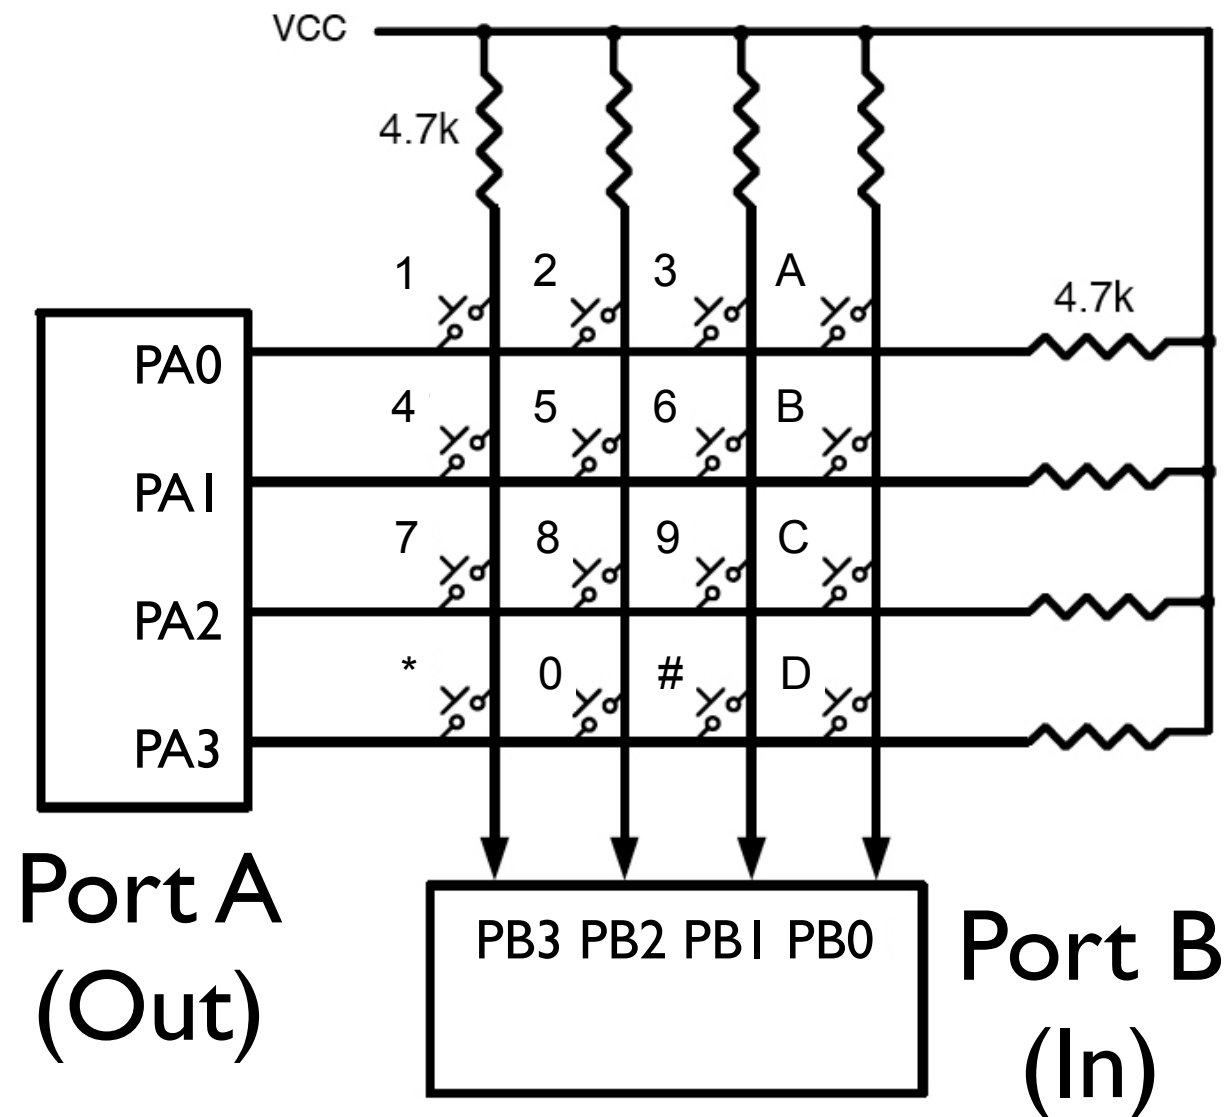 VCC
4.7k
1 2 3 A
4.7k
PA0
4 5 6 B
PA1
7 8 9 C
PA2
* 0 # D
PA3
Port A
(Out)
PB3 PB2 PB1 PB0
Port B
(In)